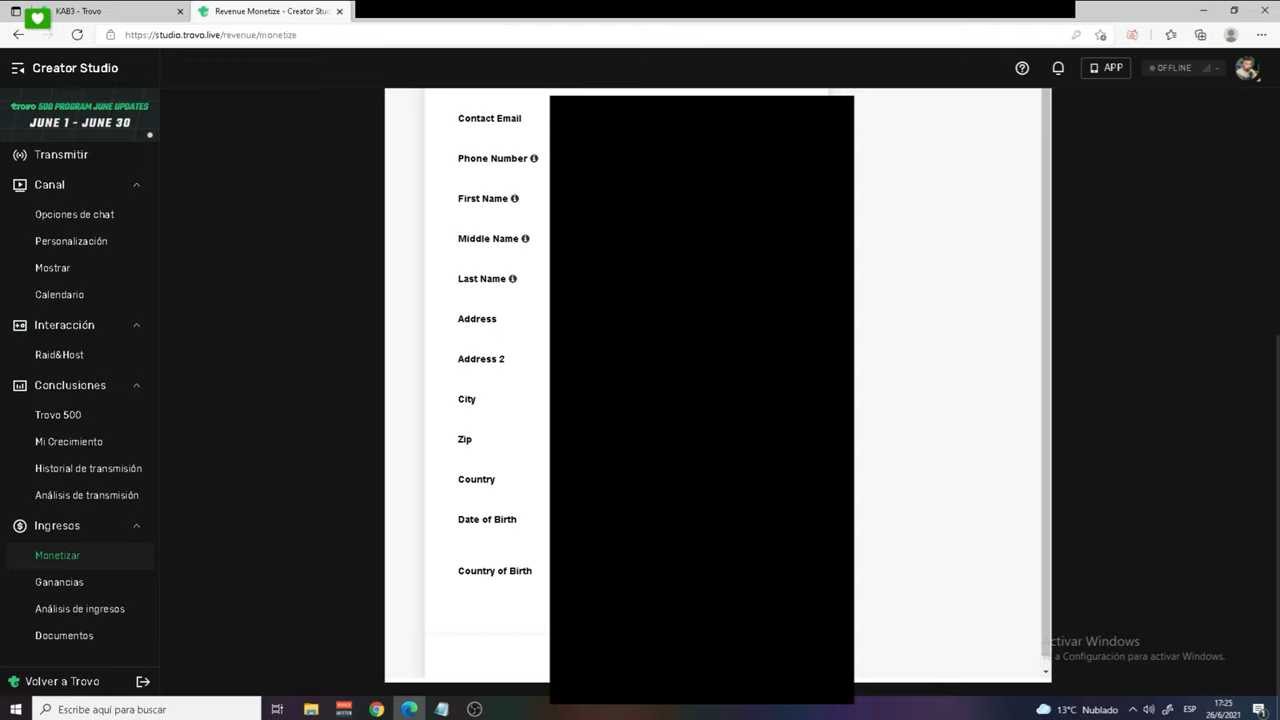 KAB3 - Trovo
Revenue Monetize - Creator Stu
https://studio.trovo.live/revenue/monetize
Creator Studio
APP
OFFLINE
trovo 500 PROGRAM JUNE UPDATES
JUNE 1 - JUNE 30
Transmitir
Canal
Opciones de chat
Personalización
Mostrar
Calendario
Interacción
Raid&Host
Conclusiones
Trovo 500
Mi Crecimiento
Historial de transmisión
Análisis de transmisión
Ingresos
Monetizar
Ganancias
Análisis de ingresos
Documentos
Volver a Trovo
Contact Email
Phone Number
First Name
Middle Name
Last Name
Address
Address 2
City
Zip
Country
Date of Birth
Country of Birth
Activar Windows
Ve a Configuración para activar Windows.
Escribe aquí para buscar
13°C Nublado
ESP
17:25
26/6/2021